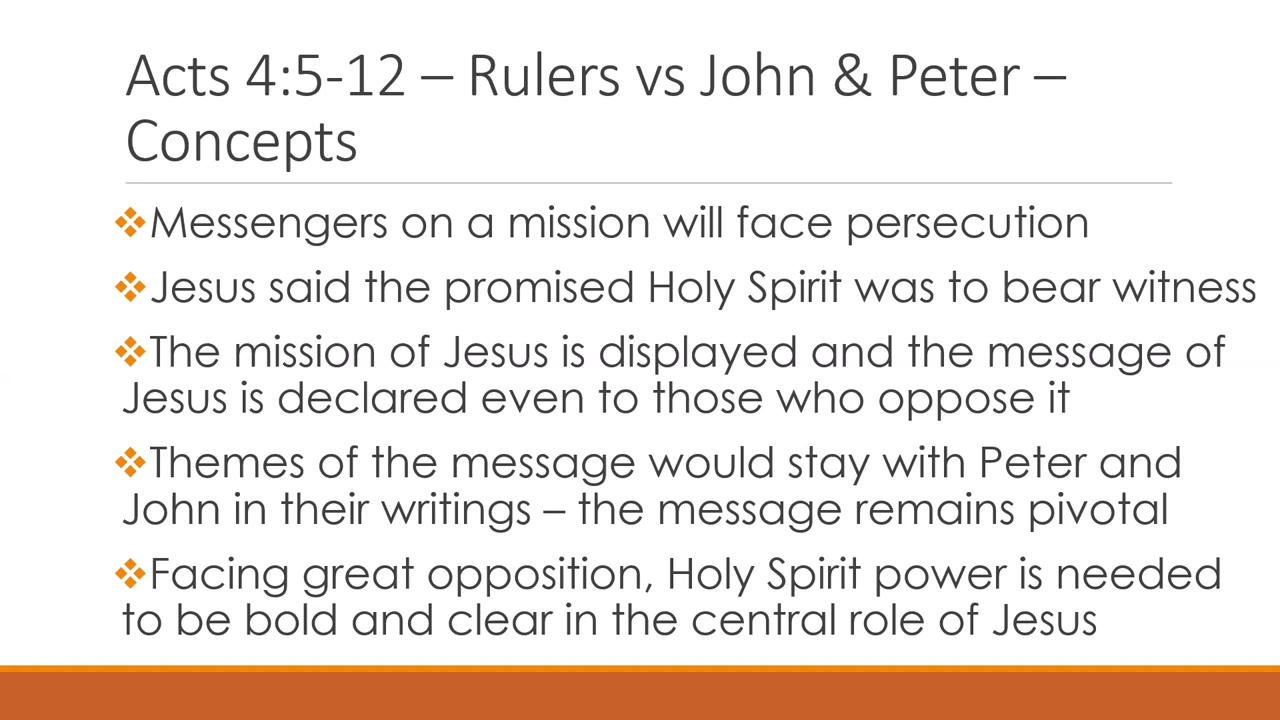 Acts 4:5-12 – Rulers vs John & Peter –
Concepts
❖Messengers on a mission will face persecution
❖Jesus said the promised Holy Spirit was to bear witness
❖The mission of Jesus is displayed and the message of
Jesus is declared even to those who oppose it
❖Themes of the message would stay with Peter and
John in their writings – the message remains pivotal
❖Facing great opposition, Holy Spirit power is needed
to be bold and clear in the central role of Jesus